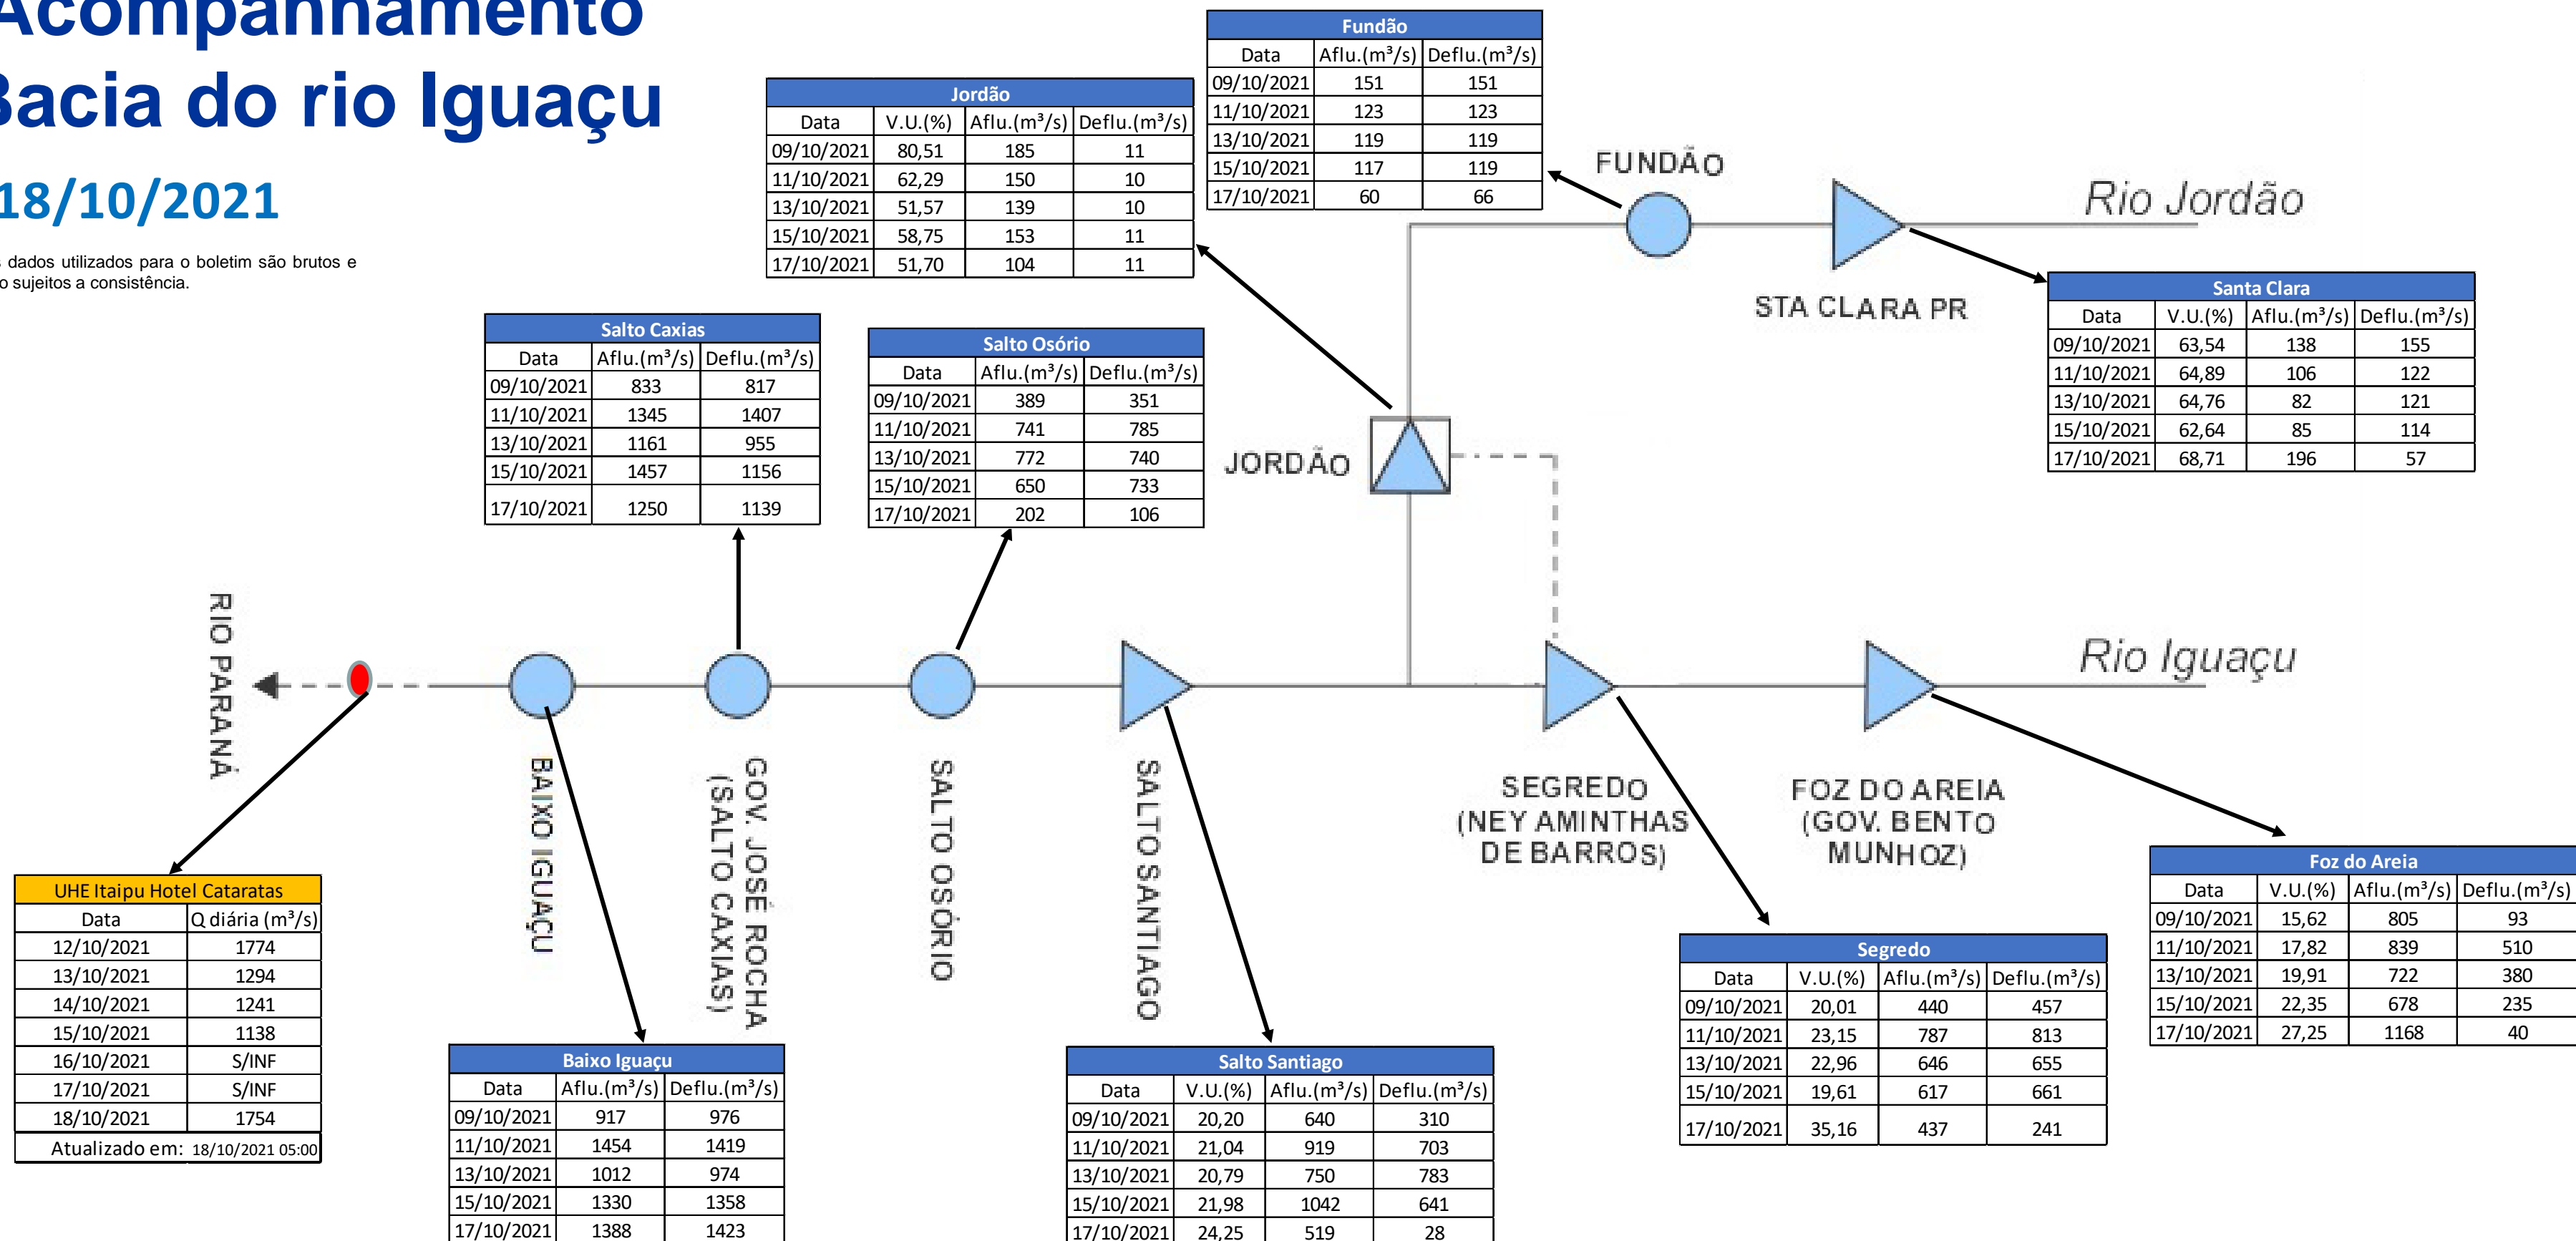 Acompanhamento
Bacia do rio Iguaçu
18/10/2021
dados utilizados para o boletim são brutos e
sujeitos a consistência.
Fundão
Data Aflu.(m³/s) Deflu.(m³/s)
09/10/2021 151 151
11/10/2021 123 123
13/10/2021 119 119
15/10/2021 117 119
17/10/2021 60 66
Jordão
Data V.U.(%) Aflu.(m³/s) Deflu.(m³/s)
09/10/2021 80,51 185 11
11/10/2021 62,29 150 10
13/10/2021 51,57 139 10
15/10/2021 58,75 153 11
17/10/2021 51,70 104 11
FUNDÃO
Rio Jordão
STA CLARA PR
Santa Clara
Data V.U.(%) Aflu.(m³/s) Deflu.(m³/s)
09/10/2021 63,54 138 155
11/10/2021 64,89 106 122
13/10/2021 64,76 82 121
15/10/2021 62,64 85 114
17/10/2021 68,71 196 57
Salto Caxias
Data Aflu.(m³/s) Deflu.(m³/s)
09/10/2021 833 817
11/10/2021 1345 1407
13/10/2021 1161 955
15/10/2021 1457 1156
17/10/2021 1250 1139
Salto Osório
Data Aflu.(m³/s) Deflu.(m³/s)
09/10/2021 389 351
11/10/2021 741 785
13/10/2021 772 740
15/10/2021 650 733
17/10/2021 202 106
JORDÃO
RIO PARANÁ
Rio Iguaçu
BAIXO IGUAÇU
GOV. JOSÉ ROCHA
(SALTO CAXIAS)
SALTO OSÓRIO
SALTO SANTIAGO
SEGREDO
(NEY AMINTHAS
DE BARROS)
FOZ DO AREIA
(GOV. BENTO
MUNHOZ)
Foz do Areia
Data V.U.(%) Aflu.(m³/s) Deflu.(m³/s)
09/10/2021 15,62 805 93
11/10/2021 17,82 839 510
13/10/2021 19,91 722 380
15/10/2021 22,35 678 235
17/10/2021 27,25 1168 40
UHE Itaipu Hotel Cataratas
Data Q diária (m³/s)
12/10/2021 1774
13/10/2021 1294
14/10/2021 1241
15/10/2021 1138
16/10/2021 S/INF
17/10/2021 S/INF
18/10/2021 1754
Atualizado em: 18/10/2021 05:00
Segredo
Data V.U.(%) Aflu.(m³/s) Deflu.(m³/s)
09/10/2021 20,01 440 457
11/10/2021 23,15 787 813
13/10/2021 22,96 646 655
15/10/2021 19,61 617 661
17/10/2021 35,16 437 241
Baixo Iguaçu
Data Aflu.(m³/s) Deflu.(m³/s)
09/10/2021 917 976
11/10/2021 1454 1419
13/10/2021 1012 974
15/10/2021 1330 1358
17/10/2021 1388 1423
Salto Santiago
Data V.U.(%) Aflu.(m³/s) Deflu.(m³/s)
09/10/2021 20,20 640 310
11/10/2021 21,04 919 703
13/10/2021 20,79 750 783
15/10/2021 21,98 1042 641
17/10/2021 24,25 519 28